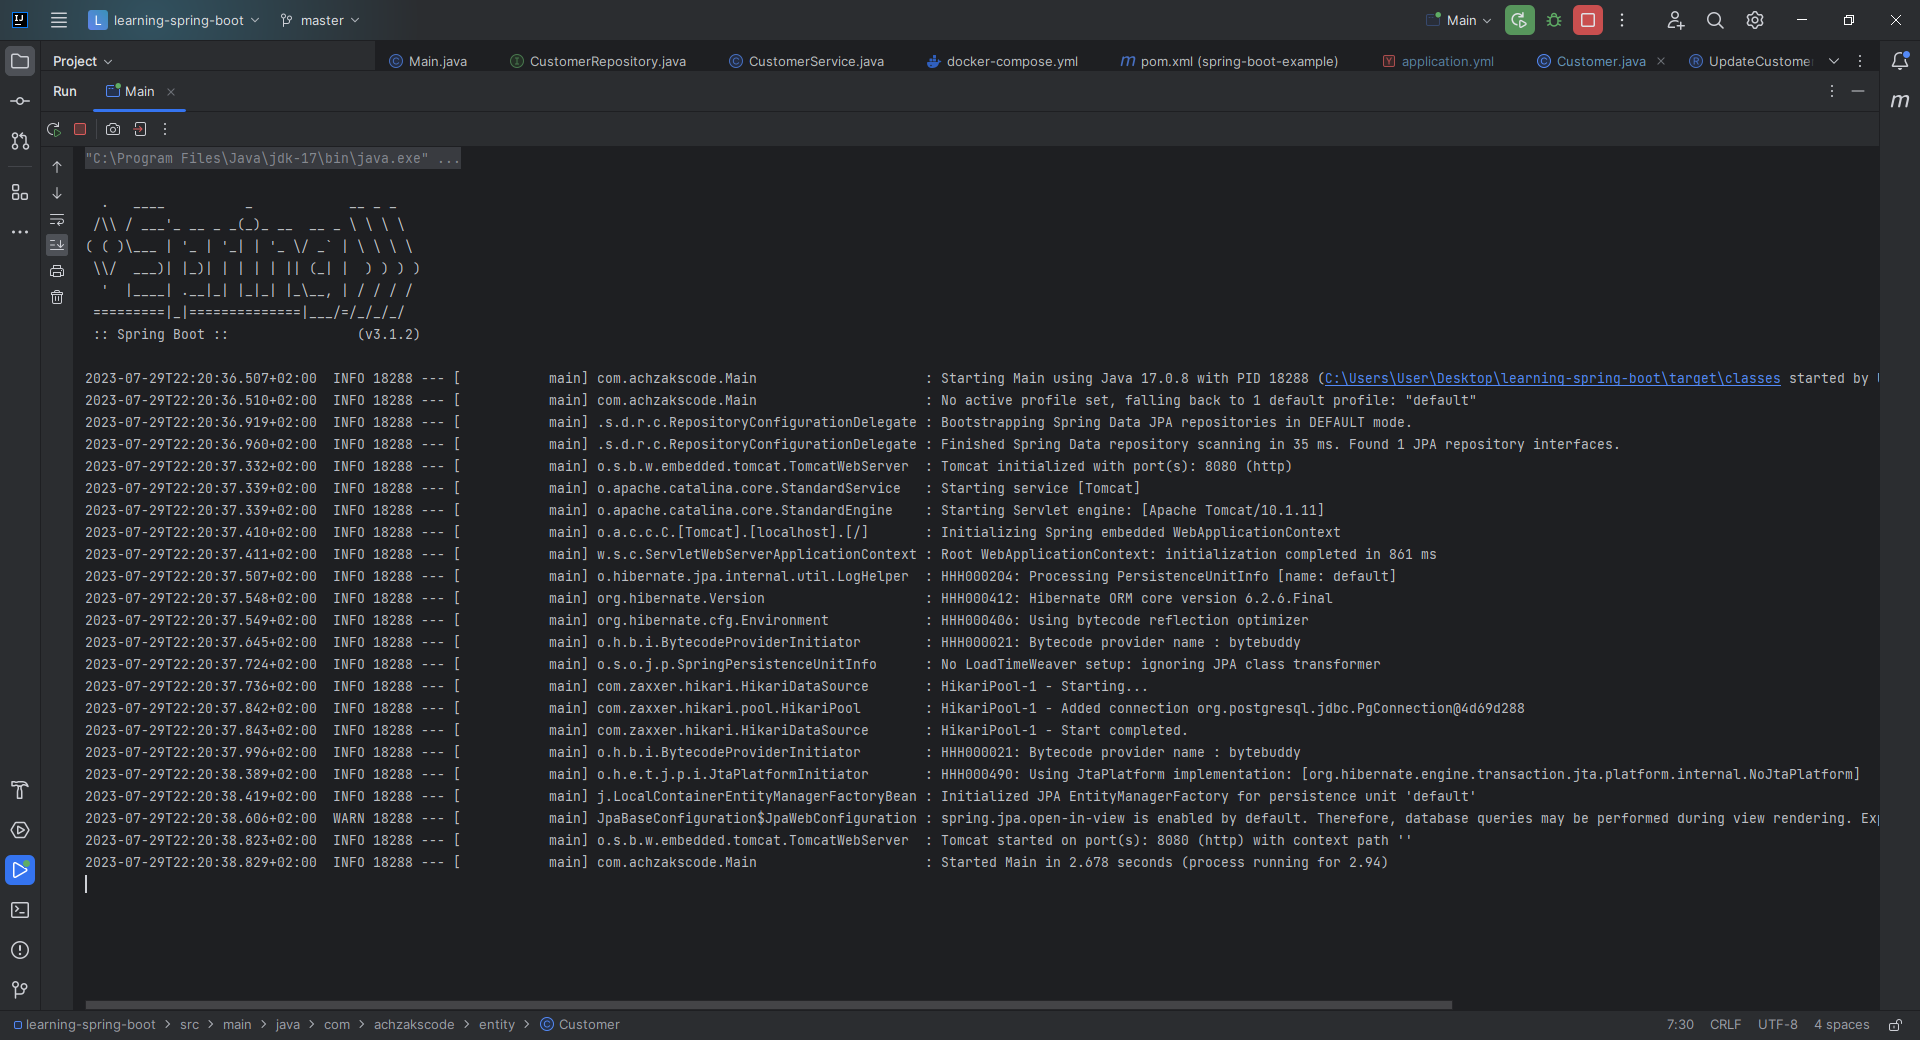 learning-spring-boot
master
Main
Project
Main.java
CustomerRepository.java
CustomerService.java
docker-compose.yml
pom.xml (spring-boot-example)
application.yml
Customer.java
UpdateCustome
Run
Main
"C:\Program Files\Java\jdk-17\bin\java.exe" ...
  .   ____          _            __ _ _
 /\\ / ___'_ __ _ _(_)_ __  __ _ \ \ \ \
( ( )\___ | '_ | '_| | '_ \/ _` | \ \ \ \
 \\/  ___)| |_)| | | | | || (_| |  ) ) ) )
  '  |____| .__|_| |_|_| |_\__, | / / / /
 =========|_|==============|___/=/_/_/_/
 :: Spring Boot ::                (v3.1.2)
2023-07-29T22:20:36.507+02:00  INFO 18288 --- [           main] com.achzakscode.Main                     : Starting Main using Java 17.0.8 with PID 18288 (C:\Users\User\Desktop\learning-spring-boot\target\classes started by
2023-07-29T22:20:36.510+02:00  INFO 18288 --- [           main] com.achzakscode.Main                     : No active profile set, falling back to 1 default profile: "default"
2023-07-29T22:20:36.919+02:00  INFO 18288 --- [           main] .s.d.r.c.RepositoryConfigurationDelegate : Bootstrapping Spring Data JPA repositories in DEFAULT mode.
2023-07-29T22:20:36.960+02:00  INFO 18288 --- [           main] .s.d.r.c.RepositoryConfigurationDelegate : Finished Spring Data repository scanning in 35 ms. Found 1 JPA repository interfaces.
2023-07-29T22:20:37.332+02:00  INFO 18288 --- [           main] o.s.b.w.embedded.tomcat.TomcatWebServer  : Tomcat initialized with port(s): 8080 (http)
2023-07-29T22:20:37.339+02:00  INFO 18288 --- [           main] o.apache.catalina.core.StandardService   : Starting service [Tomcat]
2023-07-29T22:20:37.339+02:00  INFO 18288 --- [           main] o.apache.catalina.core.StandardEngine    : Starting Servlet engine: [Apache Tomcat/10.1.11]
2023-07-29T22:20:37.410+02:00  INFO 18288 --- [           main] o.a.c.c.C.[Tomcat].[localhost].[/]       : Initializing Spring embedded WebApplicationContext
2023-07-29T22:20:37.411+02:00  INFO 18288 --- [           main] w.s.c.ServletWebServerApplicationContext : Root WebApplicationContext: initialization completed in 861 ms
2023-07-29T22:20:37.507+02:00  INFO 18288 --- [           main] o.hibernate.jpa.internal.util.LogHelper  : HHH000204: Processing PersistenceUnitInfo [name: default]
2023-07-29T22:20:37.548+02:00  INFO 18288 --- [           main] org.hibernate.Version                    : HHH000412: Hibernate ORM core version 6.2.6.Final
2023-07-29T22:20:37.549+02:00  INFO 18288 --- [           main] org.hibernate.cfg.Environment            : HHH000406: Using bytecode reflection optimizer
2023-07-29T22:20:37.645+02:00  INFO 18288 --- [           main] o.h.b.i.BytecodeProviderInitiator        : HHH000021: Bytecode provider name : bytebuddy
2023-07-29T22:20:37.724+02:00  INFO 18288 --- [           main] o.s.o.j.p.SpringPersistenceUnitInfo      : No LoadTimeWeaver setup: ignoring JPA class transformer
2023-07-29T22:20:37.736+02:00  INFO 18288 --- [           main] com.zaxxer.hikari.HikariDataSource       : HikariPool-1 - Starting...
2023-07-29T22:20:37.842+02:00  INFO 18288 --- [           main] com.zaxxer.hikari.pool.HikariPool        : HikariPool-1 - Added connection org.postgresql.jdbc.PgConnection@4d69d288
2023-07-29T22:20:37.843+02:00  INFO 18288 --- [           main] com.zaxxer.hikari.HikariDataSource       : HikariPool-1 - Start completed.
2023-07-29T22:20:37.996+02:00  INFO 18288 --- [           main] o.h.b.i.BytecodeProviderInitiator        : HHH000021: Bytecode provider name : bytebuddy
2023-07-29T22:20:38.389+02:00  INFO 18288 --- [           main] o.h.e.t.j.p.i.JtaPlatformInitiator       : HHH000490: Using JtaPlatform implementation: [org.hibernate.engine.transaction.jta.platform.internal.NoJtaPlatform]
2023-07-29T22:20:38.419+02:00  INFO 18288 --- [           main] j.LocalContainerEntityManagerFactoryBean : Initialized JPA EntityManagerFactory for persistence unit 'default'
2023-07-29T22:20:38.606+02:00  WARN 18288 --- [           main] JpaBaseConfiguration$JpaWebConfiguration : spring.jpa.open-in-view is enabled by default. Therefore, database queries may be performed during view rendering. Exp
2023-07-29T22:20:38.823+02:00  INFO 18288 --- [           main] o.s.b.w.embedded.tomcat.TomcatWebServer  : Tomcat started on port(s): 8080 (http) with context path ''
2023-07-29T22:20:38.829+02:00  INFO 18288 --- [           main] com.achzakscode.Main                     : Started Main in 2.678 seconds (process running for 2.94)
learning-spring-boot > src > main > java > com > achzakscode > entity > Customer
7:30 CRLF UTF-8 4 spaces